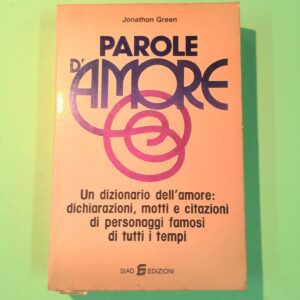 Jonathon Green
PAROLE
D'AMORE
Un dizionario dell'amore:
dichiarazioni, motti e citazioni
di personaggi famosi
di tutti i tempi
SIAD EDIZIONI